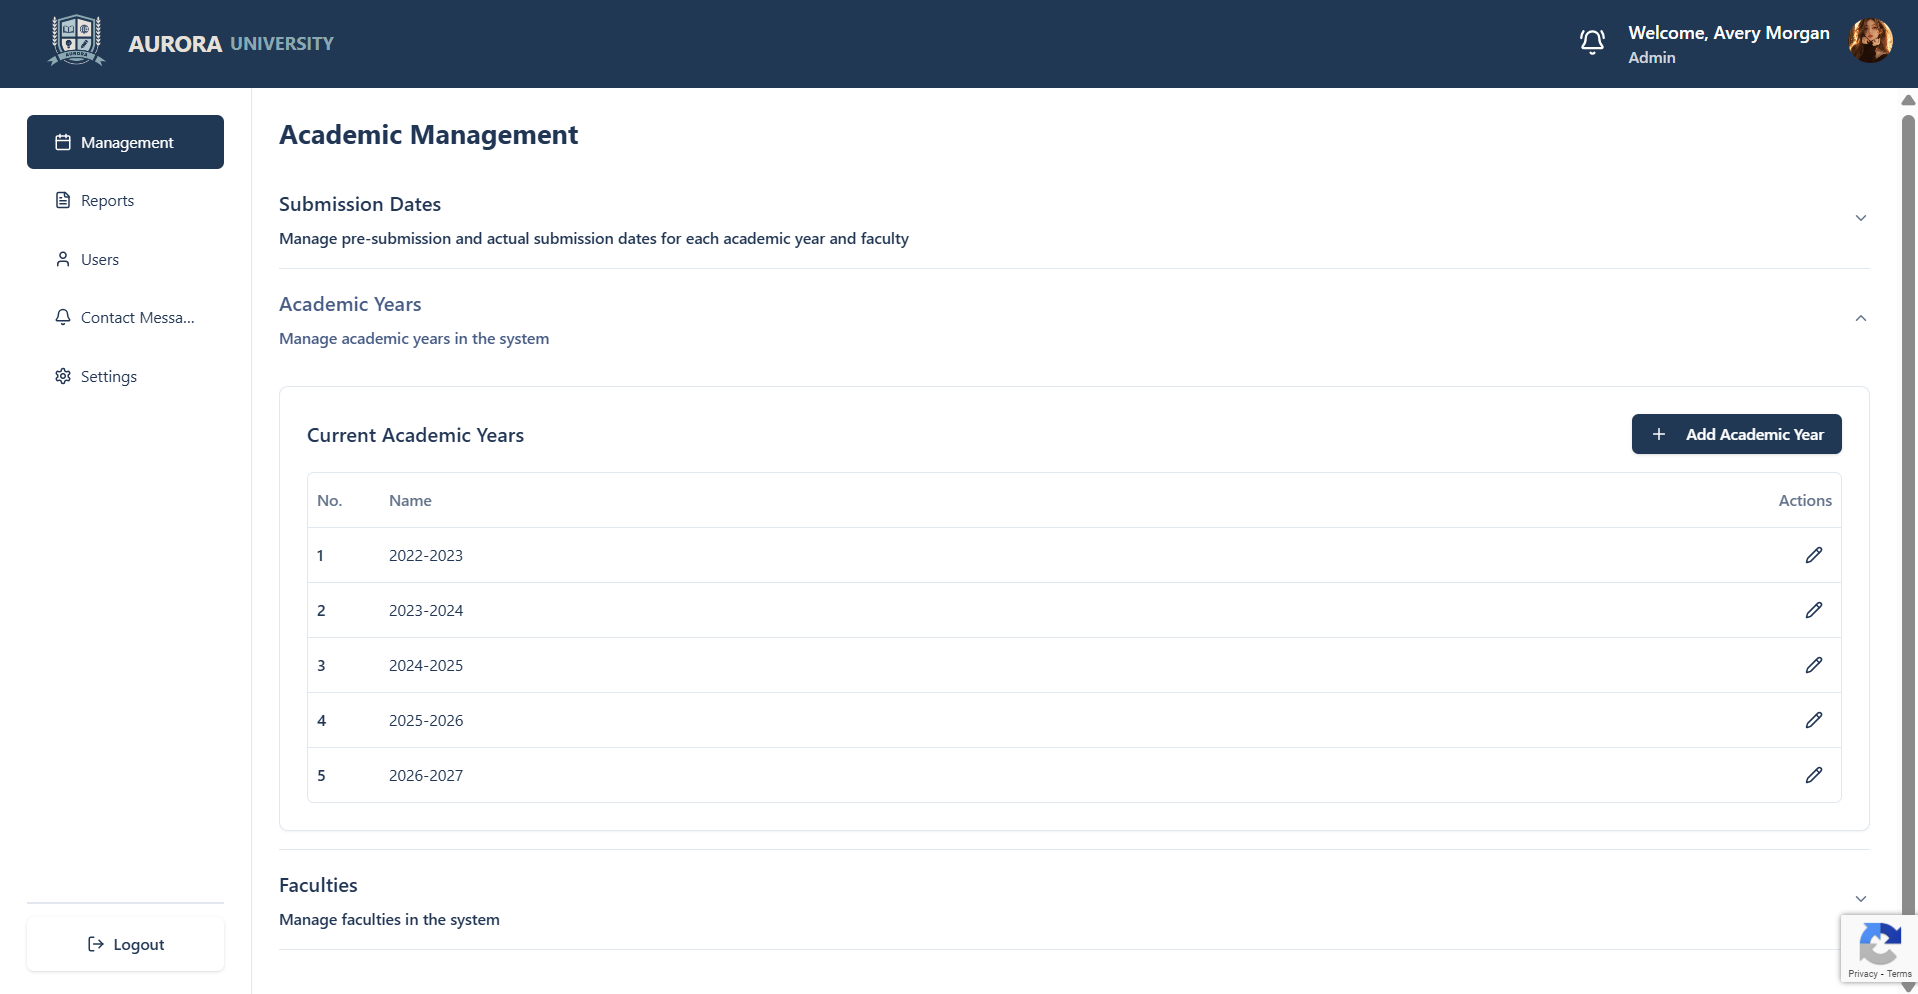 AURORA
AURORA UNIVERSITY
Welcome, Avery Morgan
Admin
Management
Reports
Users
Contact Messa...
Settings
Logout
Academic Management
Submission Dates
Manage pre-submission and actual submission dates for each academic year and faculty
Academic Years
Manage academic years in the system
Current Academic Years
+ Add Academic Year
No. Name Actions
1 2022-2023
2 2023-2024
3 2024-2025
4 2025-2026
5 2026-2027
Faculties
Manage faculties in the system
Privacy - Terms